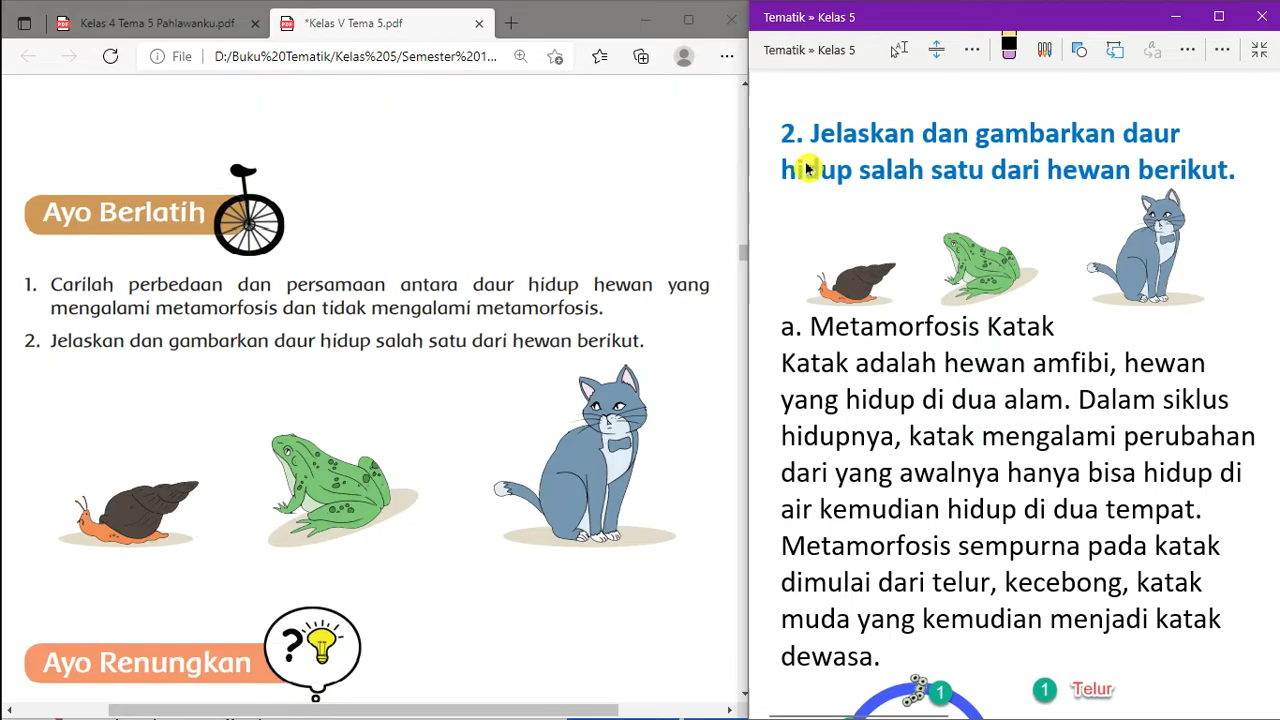 Kelas 4 Tema 5 Pahlawanku.pdf
*Kelas V Tema 5.pdf
File
D:/Buku%20Tematik/Kelas%205/Semester%201...
Ayo Berlatih
1. Carilah perbedaan dan persamaan antara daur hidup hewan yang
mengalami metamorfosis dan tidak mengalami metamorfosis.
2. Jelaskan dan gambarkan daur hidup salah satu dari hewan berikut.
?
Ayo Renungkan
Tematik » Kelas 5
Tematik » Kelas 5
2. Jelaskan dan gambarkan daur
hidup salah satu dari hewan berikut.
a. Metamorfosis Katak
Katak adalah hewan amfibi, hewan
yang hidup di dua alam. Dalam siklus
hidupnya, katak mengalami perubahan
dari yang awalnya hanya bisa hidup di
air kemudian hidup di dua tempat.
Metamorfosis sempurna pada katak
dimulai dari telur, kecebong, katak
muda yang kemudian menjadi katak
dewasa.
1
1 Telur